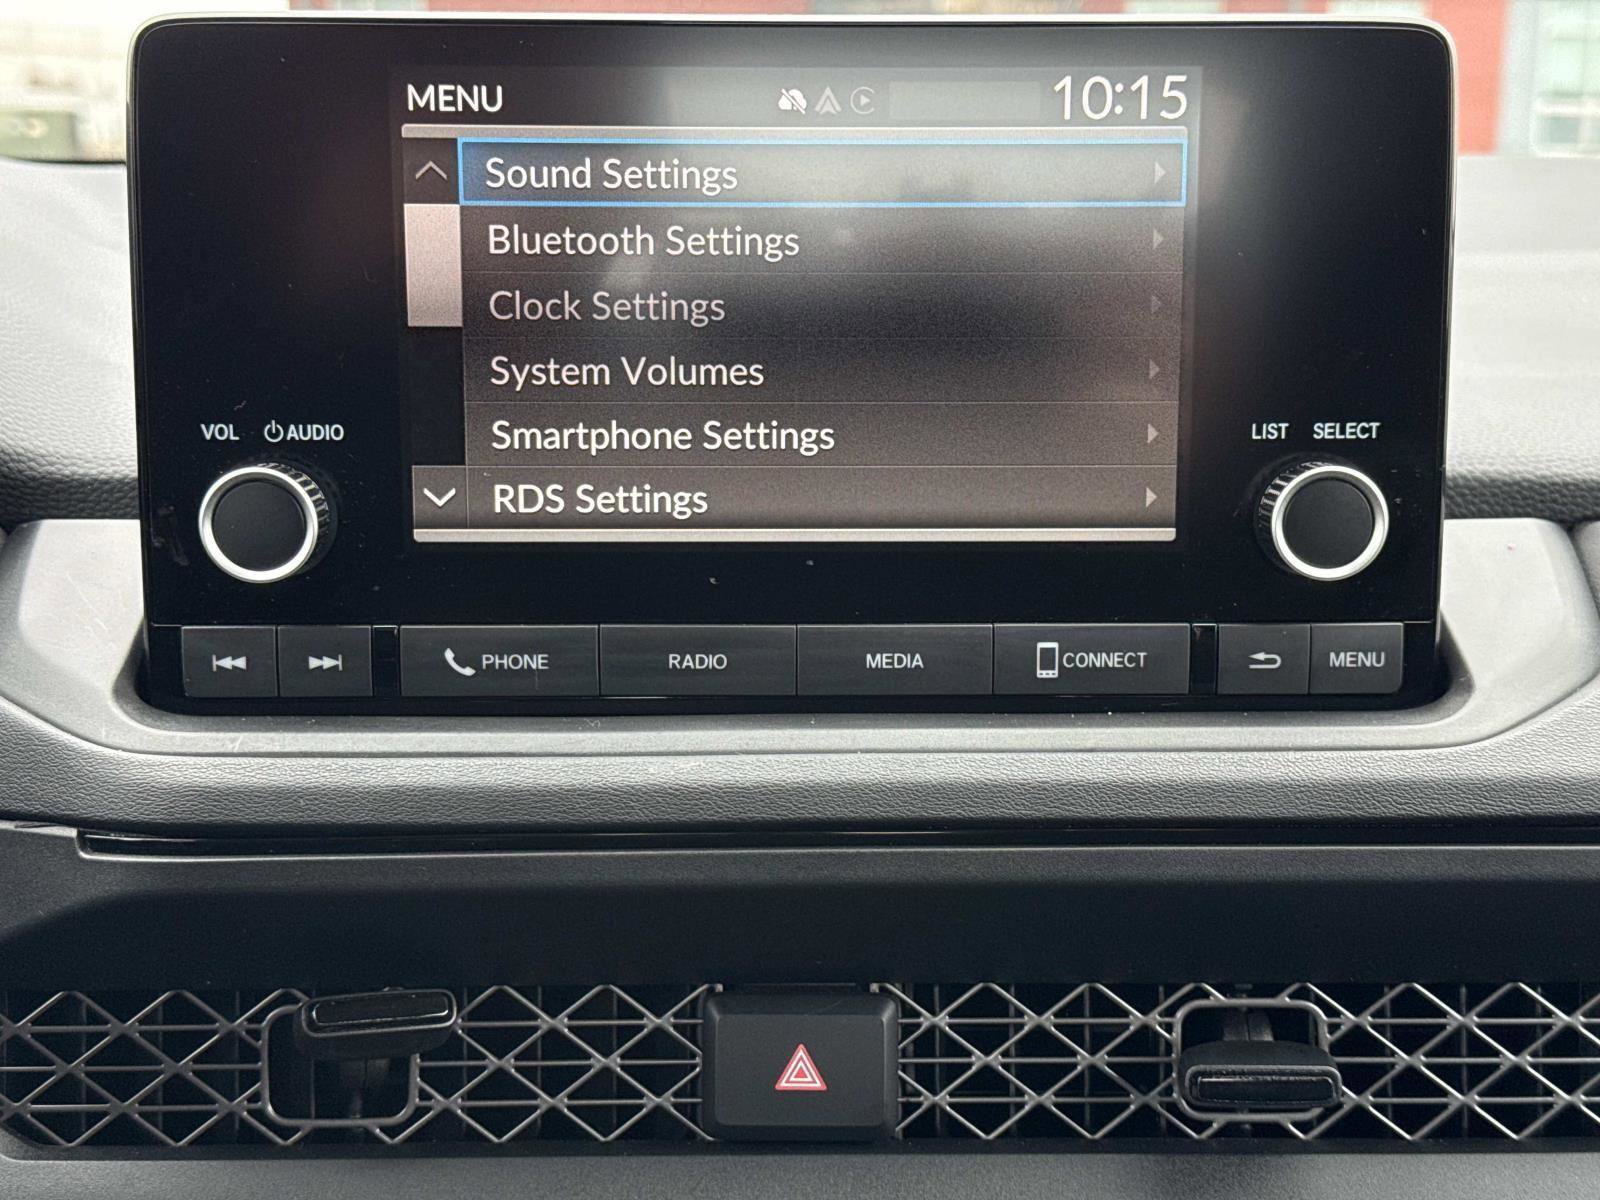 MENU 10:15
Sound Settings
Bluetooth Settings
Clock Settings
System Volumes
Smartphone Settings
RDS Settings
VOL AUDIO
LIST SELECT
PHONE RADIO MEDIA CONNECT MENU